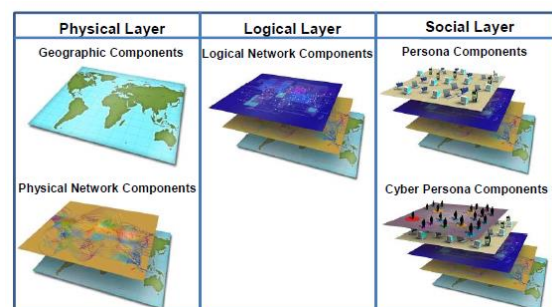 Physical Layer
Logical Layer
Social Layer
Geographic Components
Logical Network Components
Persona Components
Physical Network Components
Cyber Persona Components